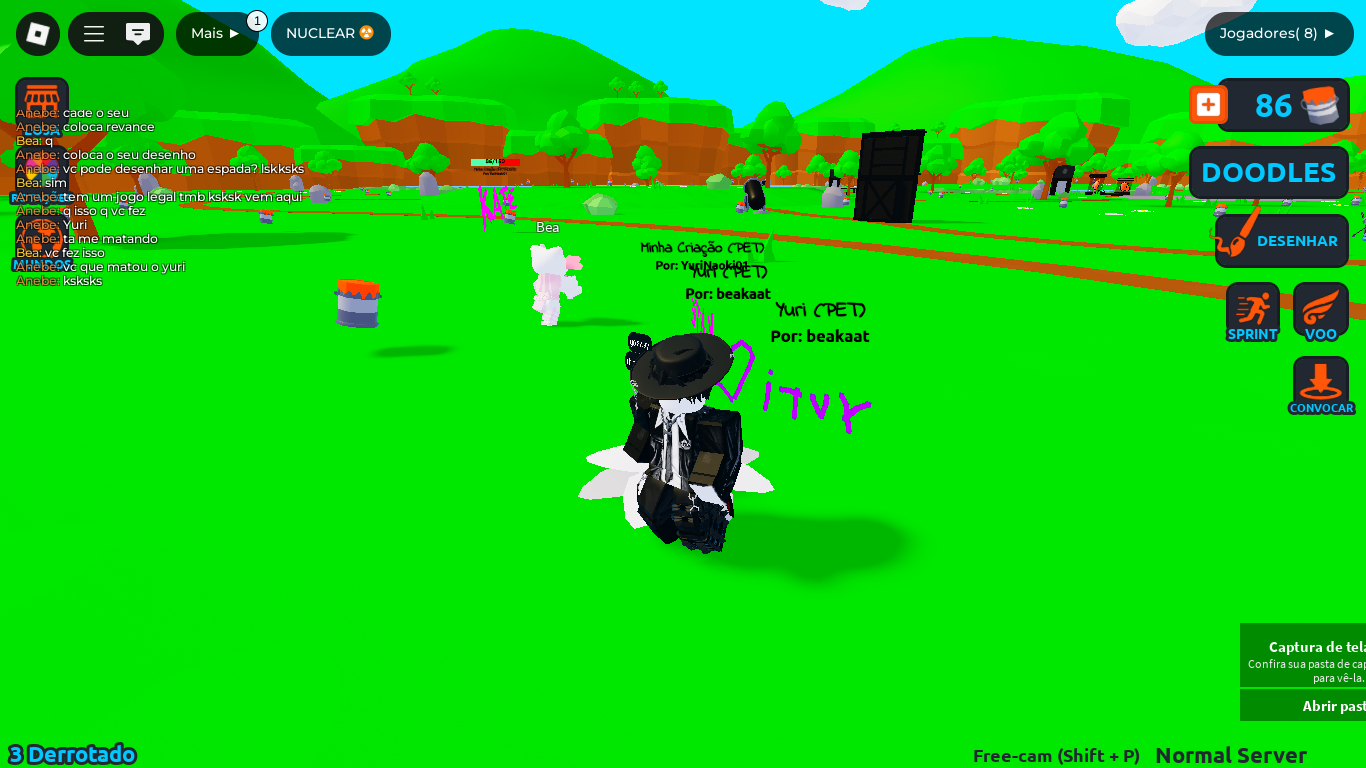 Mais ▶
1
NUCLEAR ☢
Jogadores( 8) ▶
86
DOODLES
DESENHAR
SPRINT
VOO
CONVOCAR
Anebe: cade o seu
Anebe: coloca revance
Bea: q
Anebe: coloca o seu desenho
Anebe: vc pode desenhar uma espada? lskksks
Bea: sim
Anebe: tem um jogo legal tmb ksksk vem aqui
Anebe: q isso q vc fez
Anebe: Yuri
Anebe: ta me matando
Bea: vc fez isso
Anebe: vc que matou o yuri
Anebe: ksksks
LOJA
MUNDOS
Bea
Minha Criação (PET)
Por: YuriNaoki01
Yuri (PET)
Por: beakaat
Yuri (PET)
Por: beakaat
Captura de tela
Confira sua pasta de cap
para vê-la.
Abrir past
3 Derrotado
Free-cam (Shift + P)
Normal Server